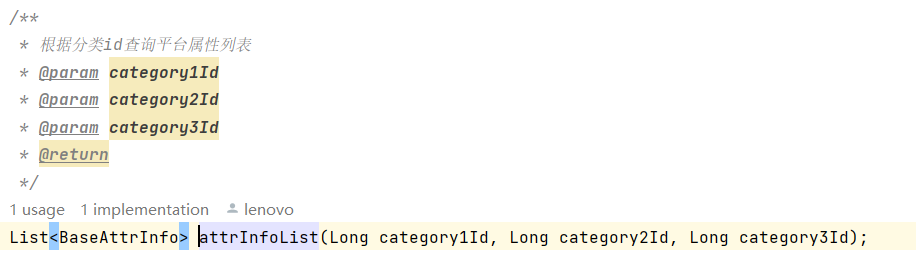 /**
 * 根据分类id查询平台属性列表
 * @param category1Id
 * @param category2Id
 * @param category3Id
 * @return
 */
1 usage   1 implementation   lenovo
List<BaseAttrInfo> attrInfoList(Long category1Id, Long category2Id, Long category3Id);